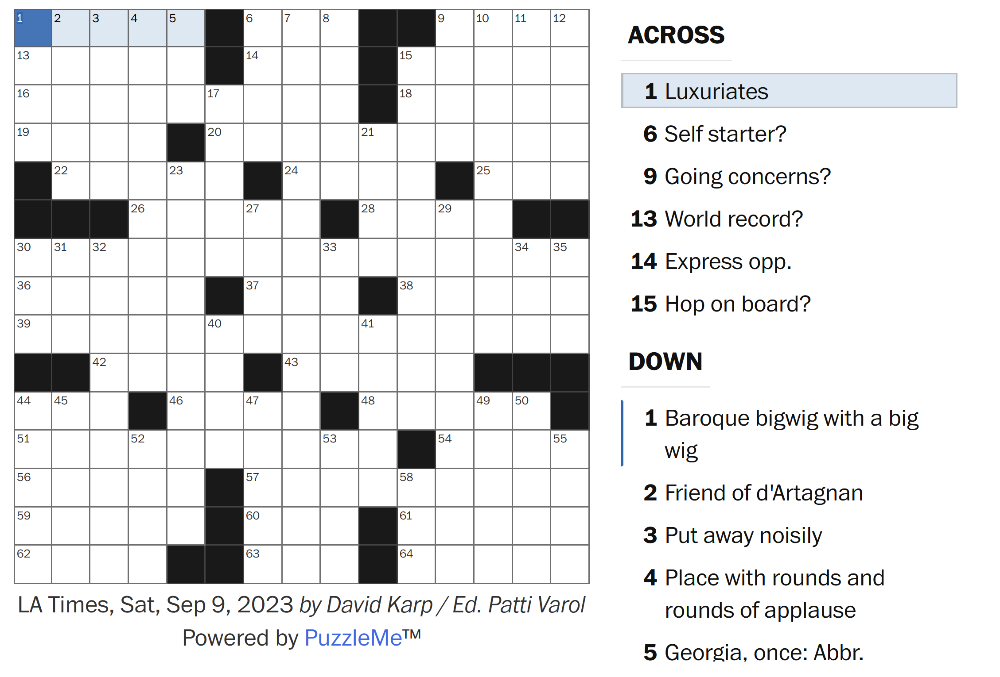 1 2 3 4 5 6 7 8 9 10 11 12
13 14 15
16 17 18
19 20 21
22 23 24 25
26 27 28 29
30 31 32 33 34 35
36 37 38
39 40 41
42 43
44 45 46 47 48 49 50
51 52 53 54 55
56 57 58
59 60 61
62 63 64
LA Times, Sat, Sep 9, 2023 by David Karp / Ed. Patti Varol
Powered by PuzzleMe™
ACROSS
1 Luxuriates
6 Self starter?
9 Going concerns?
13 World record?
14 Express opp.
15 Hop on board?
DOWN
1 Baroque bigwig with a big
wig
2 Friend of d'Artagnan
3 Put away noisily
4 Place with rounds and
rounds of applause
5 Georgia, once: Abbr.